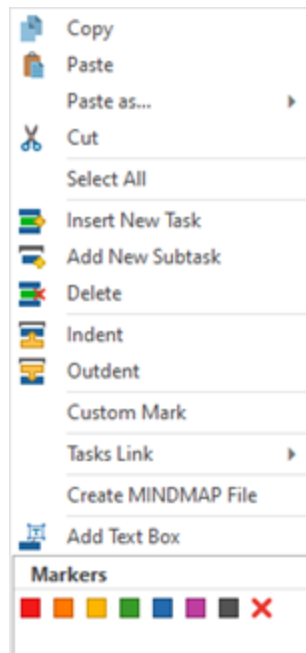 Copy
Paste
Paste as...
Cut
Select All
Insert New Task
Add New Subtask
Delete
Indent
Outdent
Custom Mark
Tasks Link
Create MINDMAP File
Add Text Box
Markers